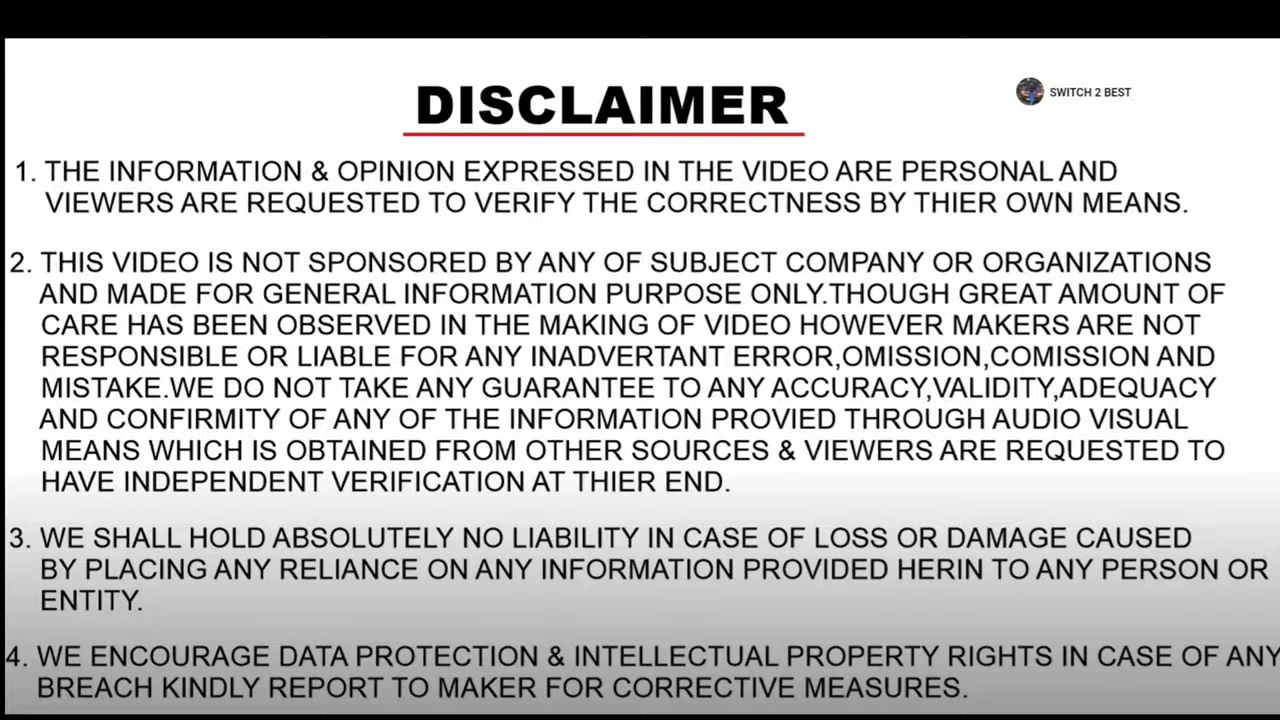 DISCLAIMER
SWITCH 2 BEST
1. THE INFORMATION & OPINION EXPRESSED IN THE VIDEO ARE PERSONAL AND
VIEWERS ARE REQUESTED TO VERIFY THE CORRECTNESS BY THIER OWN MEANS.
2. THIS VIDEO IS NOT SPONSORED BY ANY OF SUBJECT COMPANY OR ORGANIZATIONS
AND MADE FOR GENERAL INFORMATION PURPOSE ONLY.THOUGH GREAT AMOUNT OF
CARE HAS BEEN OBSERVED IN THE MAKING OF VIDEO HOWEVER MAKERS ARE NOT
RESPONSIBLE OR LIABLE FOR ANY INADVERTANT ERROR,OMISSION,COMISSION AND
MISTAKE.WE DO NOT TAKE ANY GUARANTEE TO ANY ACCURACY,VALIDITY,ADEQUACY
AND CONFIRMITY OF ANY OF THE INFORMATION PROVIED THROUGH AUDIO VISUAL
MEANS WHICH IS OBTAINED FROM OTHER SOURCES & VIEWERS ARE REQUESTED TO
HAVE INDEPENDENT VERIFICATION AT THIER END.
3. WE SHALL HOLD ABSOLUTELY NO LIABILITY IN CASE OF LOSS OR DAMAGE CAUSED
BY PLACING ANY RELIANCE ON ANY INFORMATION PROVIDED HERIN TO ANY PERSON OR
ENTITY.
4. WE ENCOURAGE DATA PROTECTION & INTELLECTUAL PROPERTY RIGHTS IN CASE OF ANY
BREACH KINDLY REPORT TO MAKER FOR CORRECTIVE MEASURES.